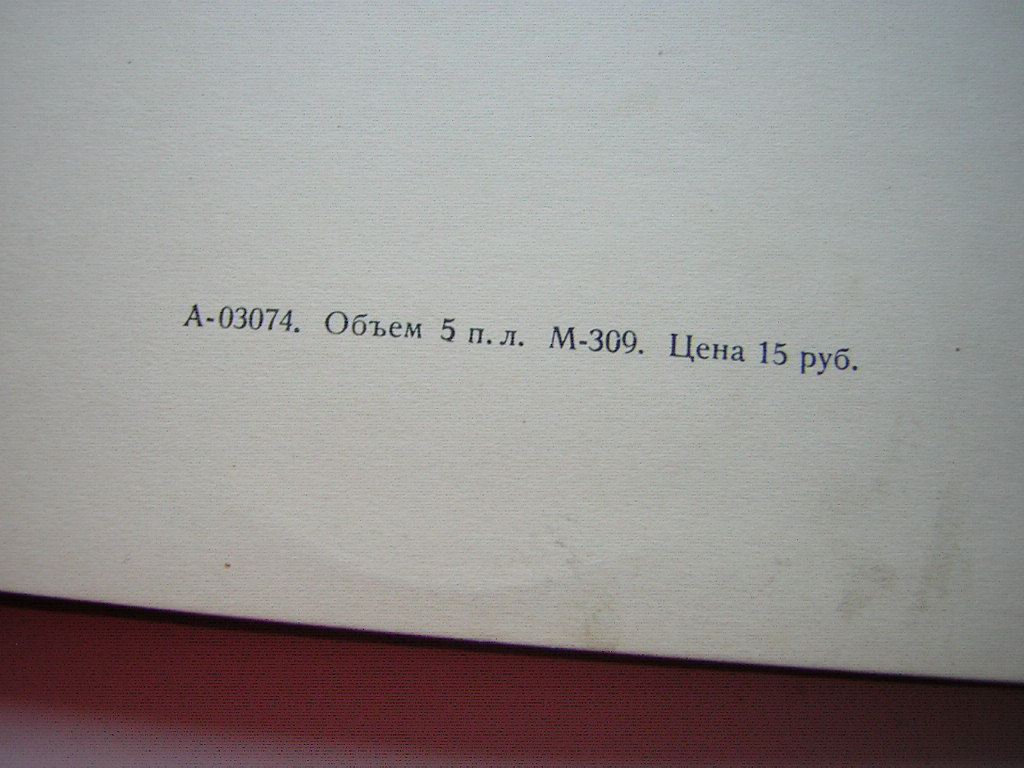 А-03074. Объем 5 п. л. М-309. Цена 15 руб.